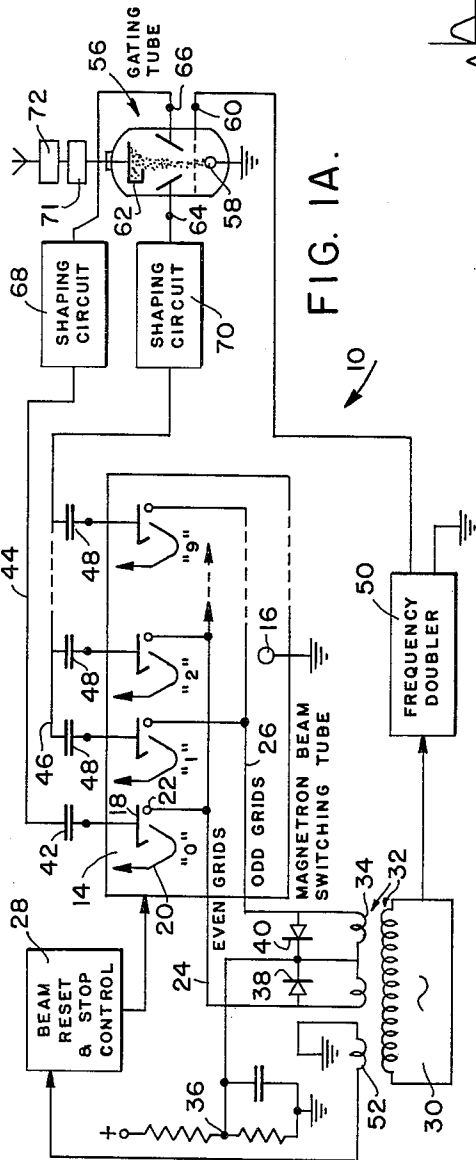 28
BEAM
RESET
& STOP
CONTROL
42
44
46
48
48
48
48
14
18
20
22
"0"
"1"
"2"
"9"
24
EVEN GRIDS
ODD GRIDS
26
MAGNETRON BEAM
SWITCHING TUBE
16
36
+
38
40
52
34
32
30
50
FREQUENCY
DOUBLER
68
SHAPING
CIRCUIT
SHAPING
CIRCUIT
70
72
71
56
GATING
TUBE
62
66
64
60
58
10
FIG. 1A.